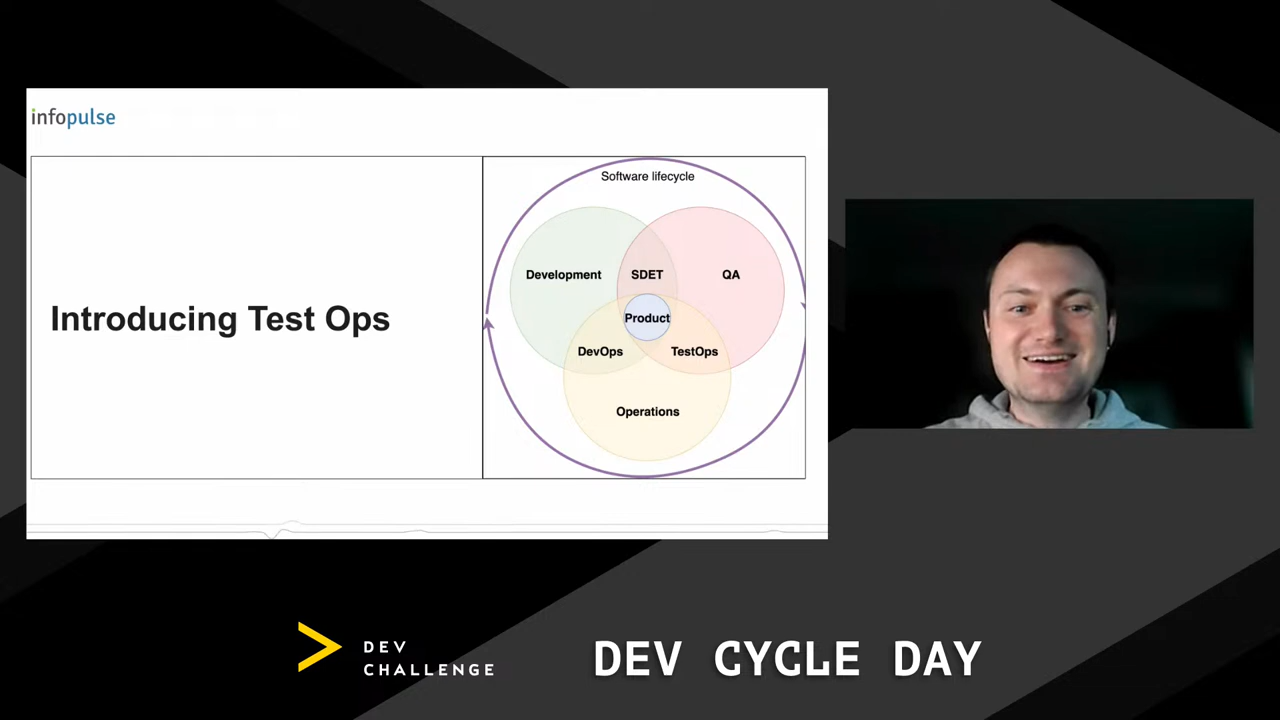 infopulse
Introducing Test Ops
Software lifecycle
Development
SDET
QA
Product
DevOps
TestOps
Operations
DEV
CHALLENGE
DEV CYCLE DAY